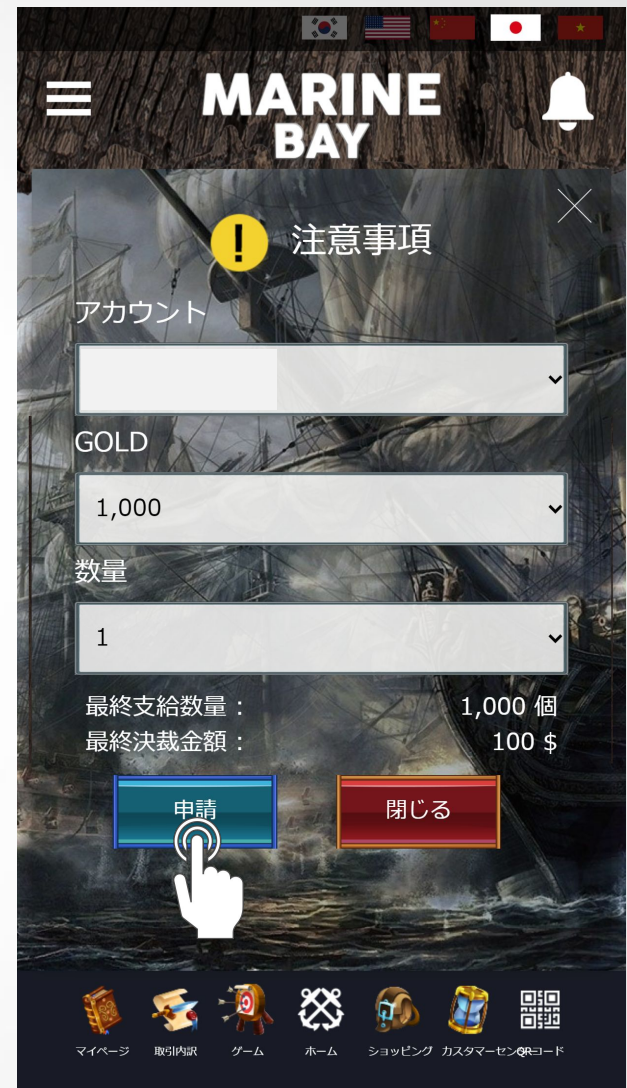 MARINE
BAY
注意事項
アカウント
GOLD
1,000
数量
1
最終支給数量： 1,000 個
最終決裁金額： 100 $
申請 閉じる
マイページ 取引内訳 ゲーム ホーム ショッピング カスタマーセンター QRコード